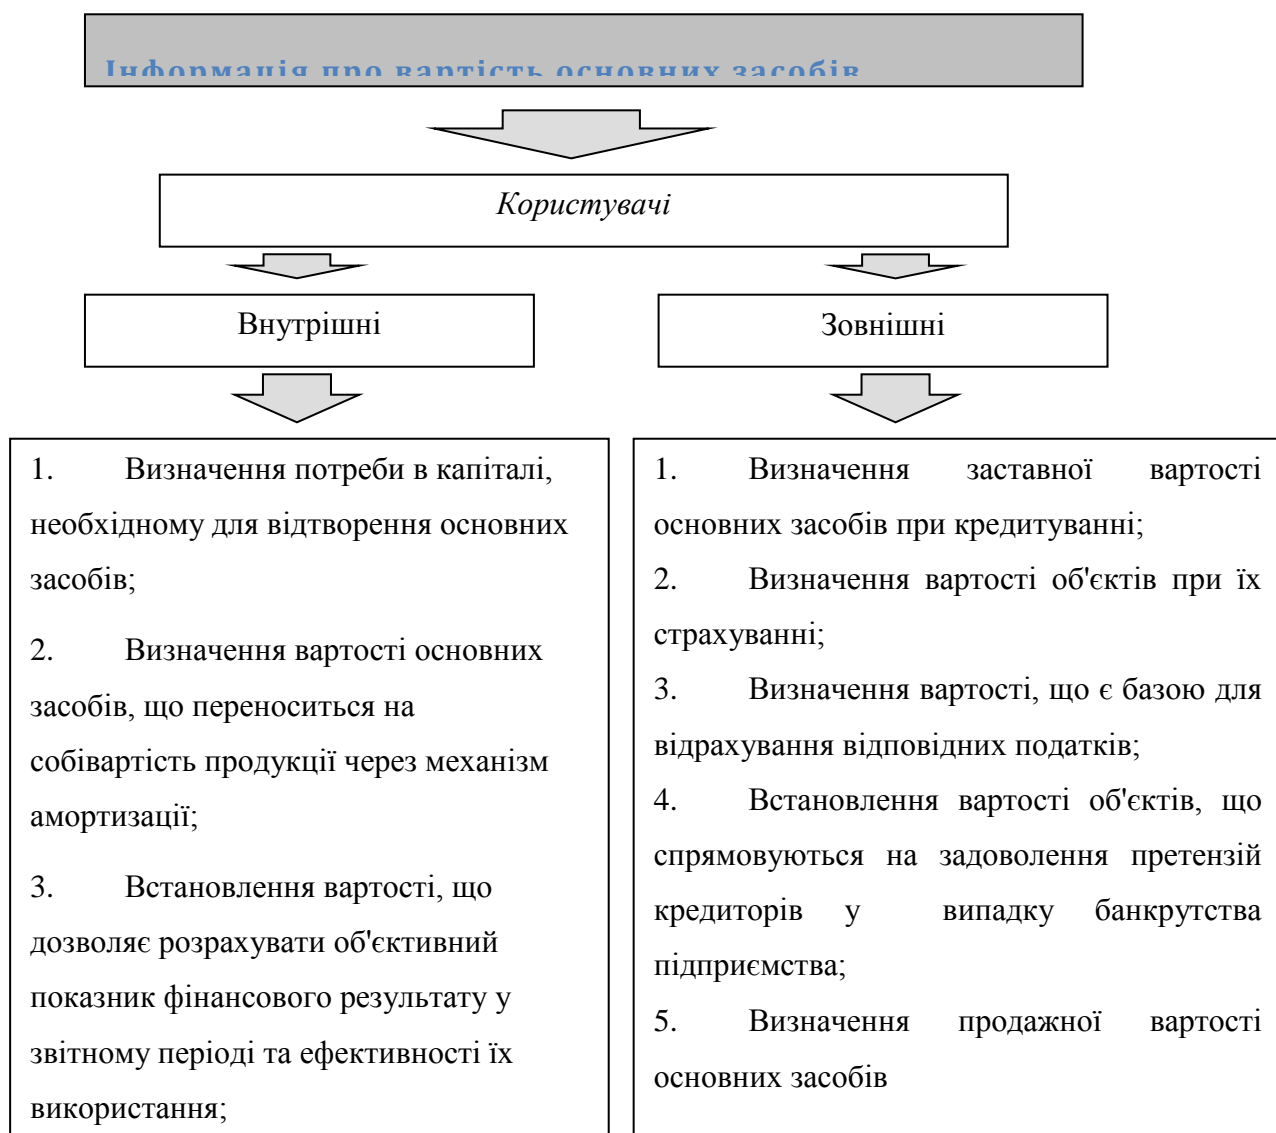 Інформація про вартість основних засобів
Користувачі
Внутрішні
Зовнішні
1. Визначення потреби в капіталі,
необхідному для відтворення основних
засобів;
2. Визначення вартості основних
засобів, що переноситься на
собівартість продукції через механізм
амортизації;
3. Встановлення вартості, що
дозволяє розрахувати об'єктивний
показник фінансового результату у
звітному періоді та ефективності їх
використання;
1. Визначення заставної вартості
основних засобів при кредитуванні;
2. Визначення вартості об'єктів при їх
страхуванні;
3. Визначення вартості, що є базою для
відрахування відповідних податків;
4. Встановлення вартості об'єктів, що
спрямовуються на задоволення претензій
кредиторів у випадку банкрутства
підприємства;
5. Визначення продажної вартості
основних засобів